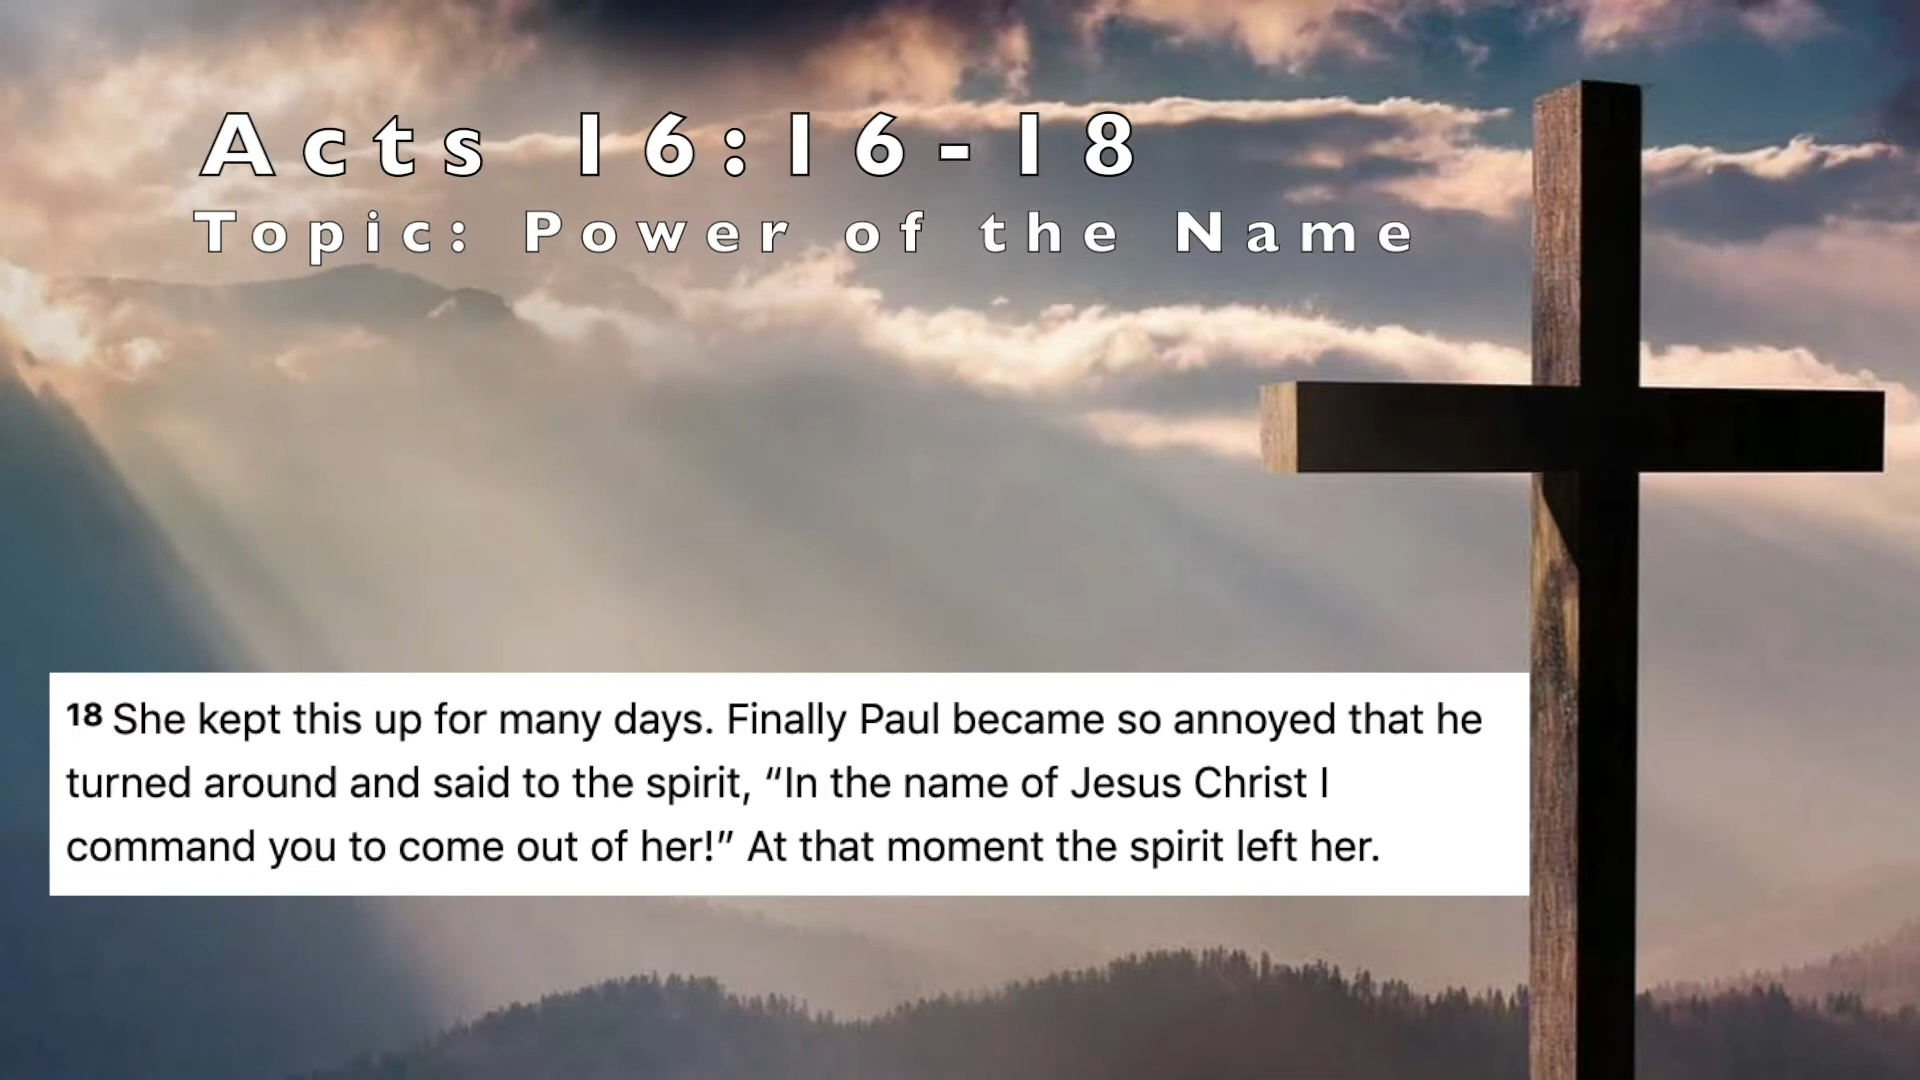 Acts 16:16-18
Topic: Power of the Name
18 She kept this up for many days. Finally Paul became so annoyed that he
turned around and said to the spirit, “In the name of Jesus Christ I
command you to come out of her!” At that moment the spirit left her.